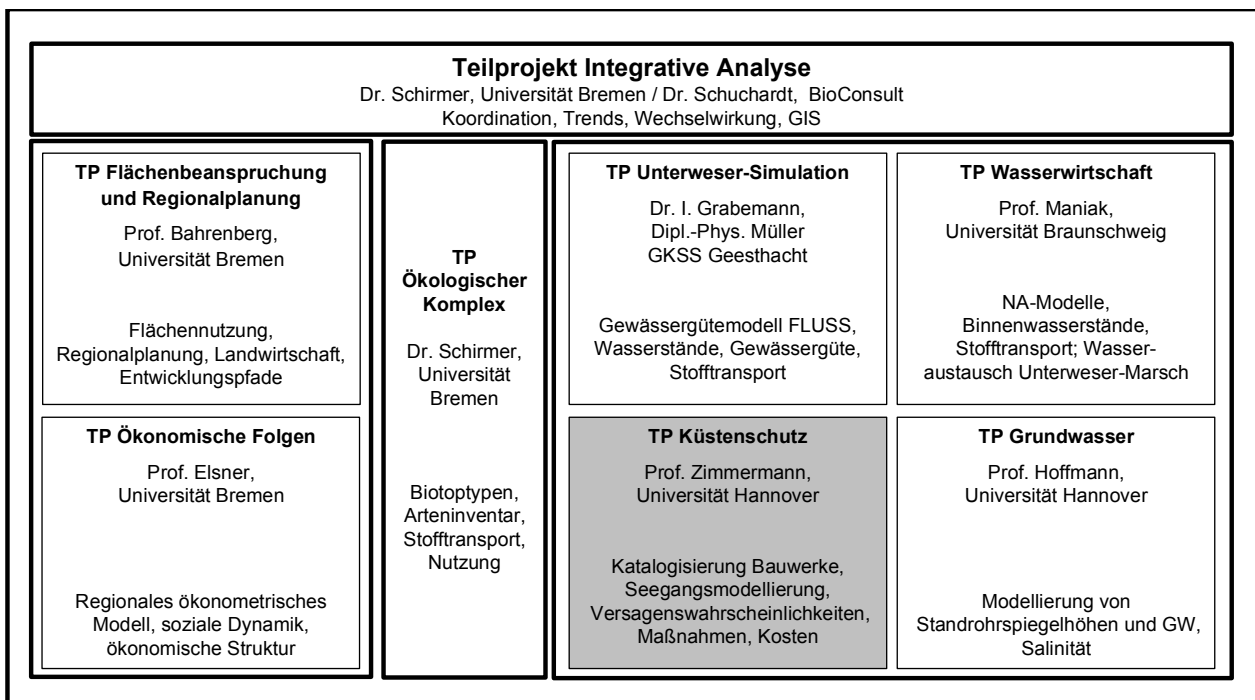 Teilprojekt Integrative Analyse
Dr. Schirmer, Universität Bremen / Dr. Schuchardt, BioConsult
Koordination, Trends, Wechselwirkung, GIS
TP Flächenbeanspruchung
und Regionalplanung
Prof. Bahrenberg,
Universität Bremen
Flächennutzung,
Regionalplanung, Landwirtschaft,
Entwicklungspfade
TP Ökonomische Folgen
Prof. Elsner,
Universität Bremen
Regionales ökonometrisches
Modell, soziale Dynamik,
ökonomische Struktur
TP
Ökologischer
Komplex
Dr. Schirmer,
Universität
Bremen
Biotoptypen,
Arteninventar,
Stofftransport,
Nutzung
TP Unterweser-Simulation
Dr. I. Grabemann,
Dipl.-Phys. Müller
GKSS Geesthacht
Gewässergütemodell FLUSS,
Wasserstände, Gewässergüte,
Stofftransport
TP Wasserwirtschaft
Prof. Maniak,
Universität Braunschweig
NA-Modelle,
Binnenwasserstände,
Stofftransport; Wasser-
austausch Unterweser-Marsch
TP Küstenschutz
Prof. Zimmermann,
Universität Hannover
Katalogisierung Bauwerke,
Seegangsmodellierung,
Versagenswahrscheinlichkeiten,
Maßnahmen, Kosten
TP Grundwasser
Prof. Hoffmann,
Universität Hannover
Modellierung von
Standrohrspiegelhöhen und GW,
Salinität